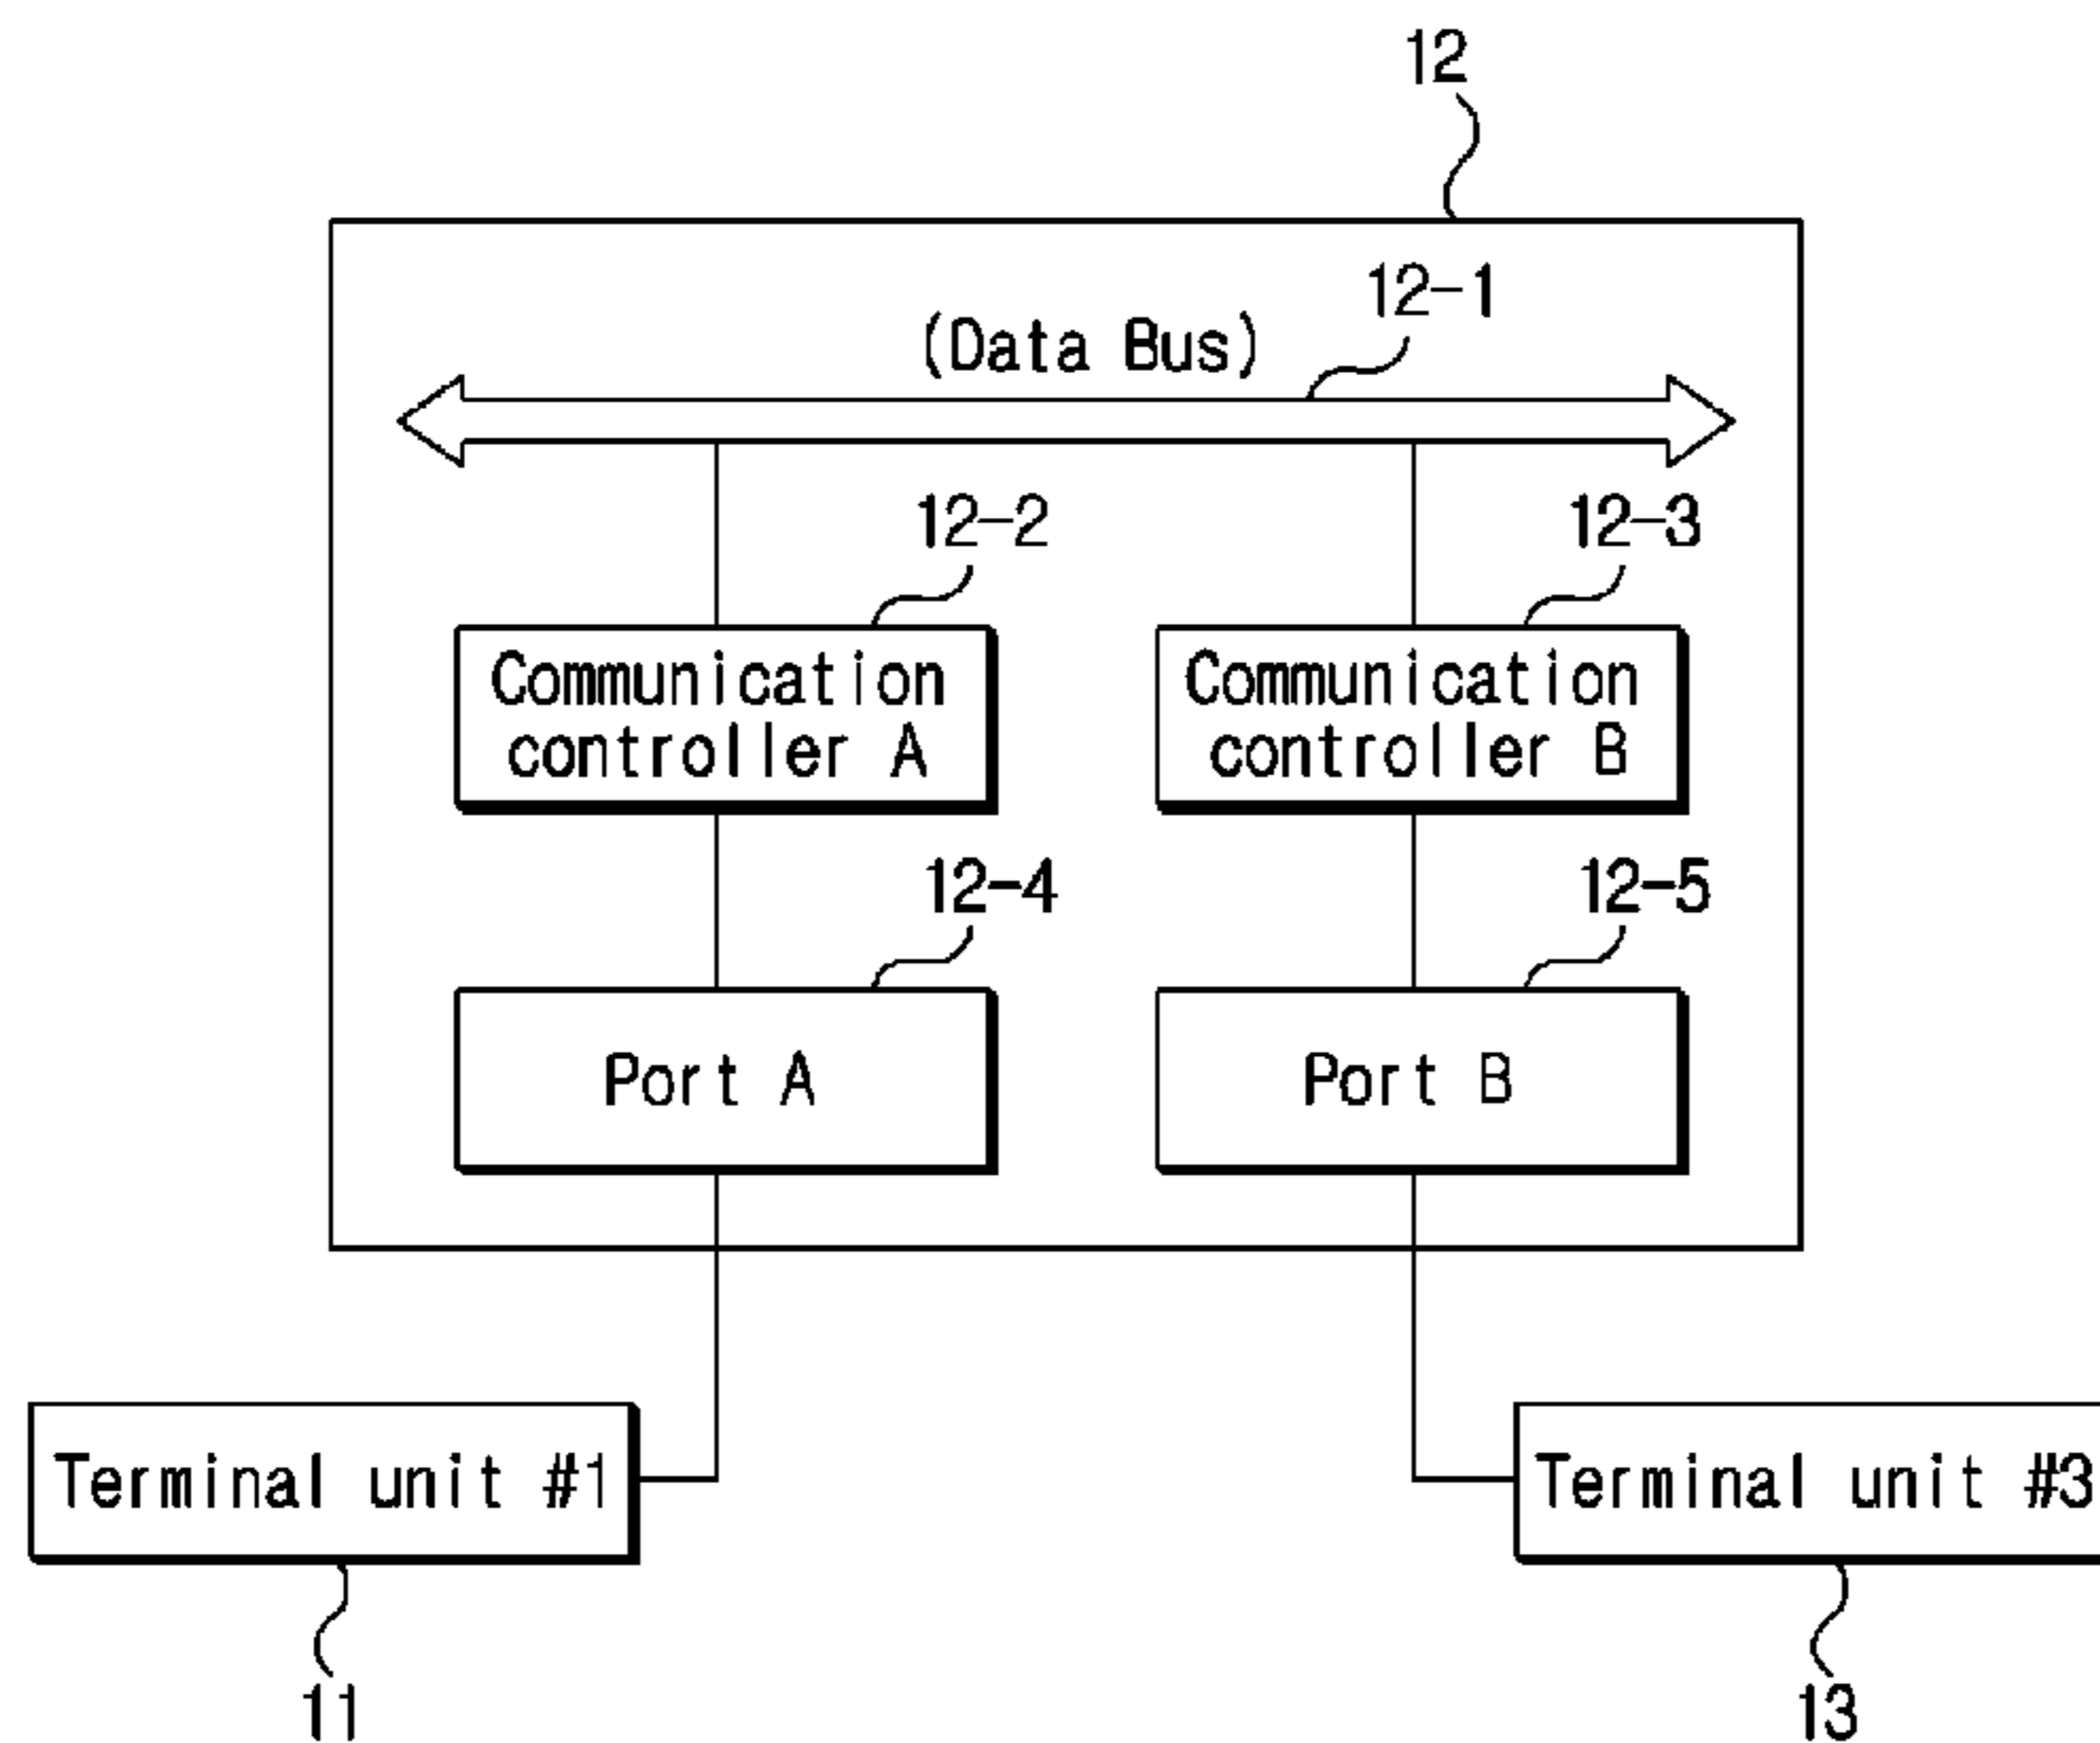 12
12-1
(Data Bus)
12-2
12-3
Communication
controller A
Communication
controller B
12-4
12-5
Port A
Port B
Terminal unit #1
Terminal unit #3
11
13